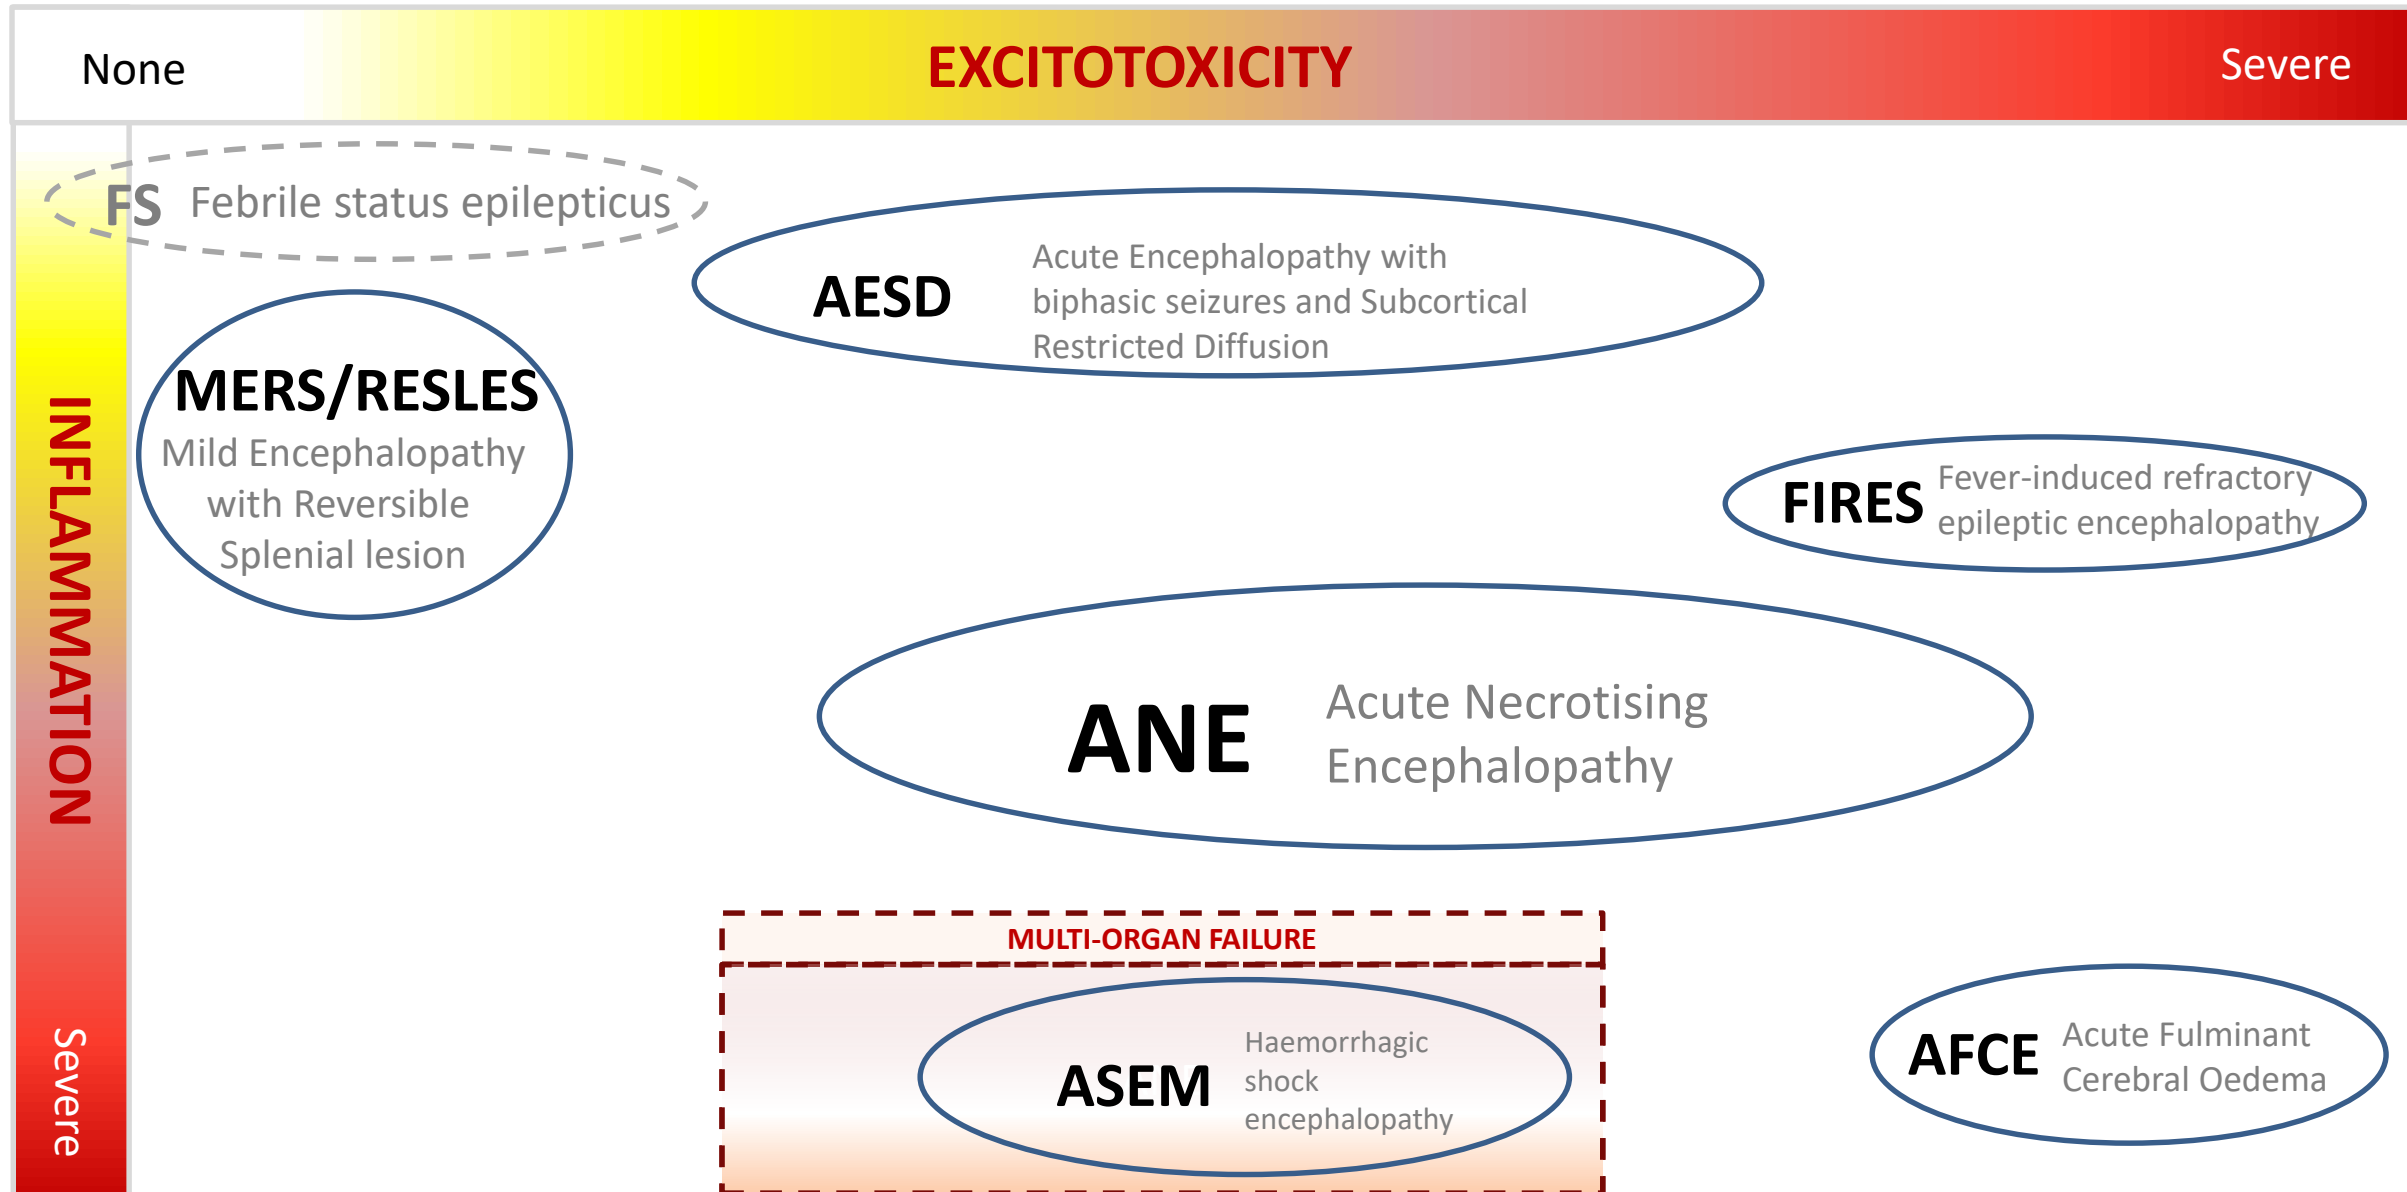 None
EXCITOTOXICITY
Severe
FS Febrile status epilepticus
AESD
Acute Encephalopathy with
biphasic seizures and Subcortical
Restricted Diffusion
MERS/RESLES
Mild Encephalopathy
with Reversible
Splenial lesion
INFLAMMATION
FIRES
Fever-induced refractory
epileptic encephalopathy
ANE
Acute Necrotising
Encephalopathy
MULTI-ORGAN FAILURE
ASEM
Haemorrhagic
shock
encephalopathy
AFCE
Acute Fulminant
Cerebral Oedema
Severe